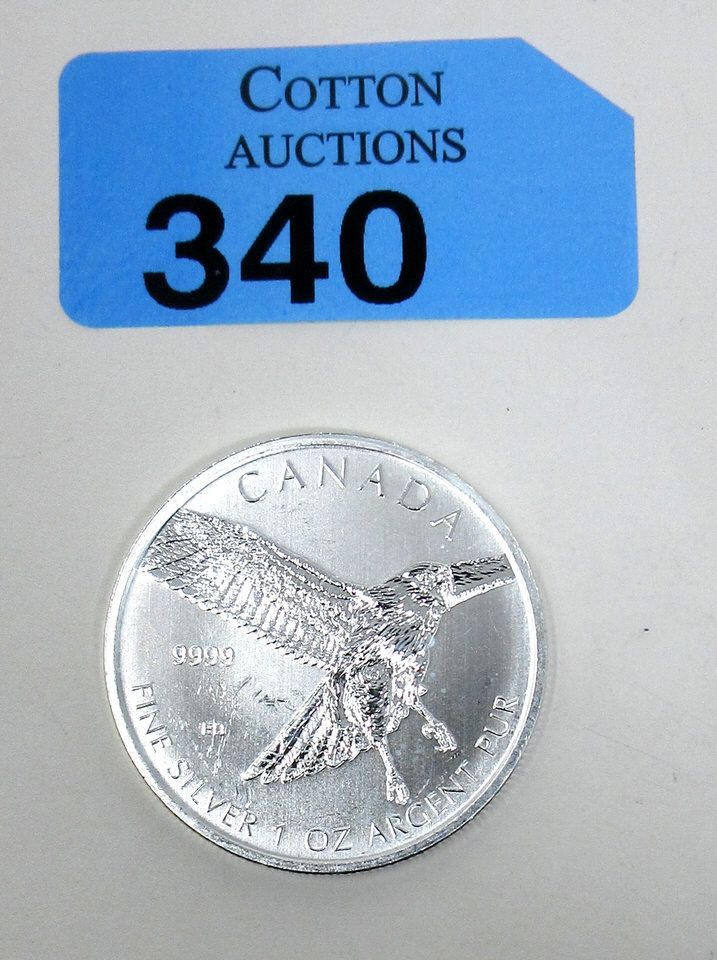 COTTON
AUCTIONS
340
CANADA
9999
FINE SILVER 1 OZ ARGENT PUR